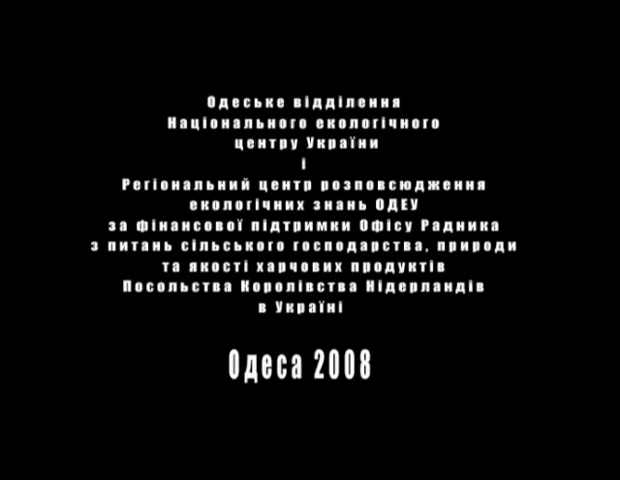 Одеське відділення
Національного екологічного
центру України
і
Регіональний центр розповсюдження
екологічних знань ОДЕУ
за фінансової підтримки Офісу Радника
з питань сільського господарства, природи
та якості харчових продуктів
Посольства Королівства Нідерландів
в Україні
Одеса 2008